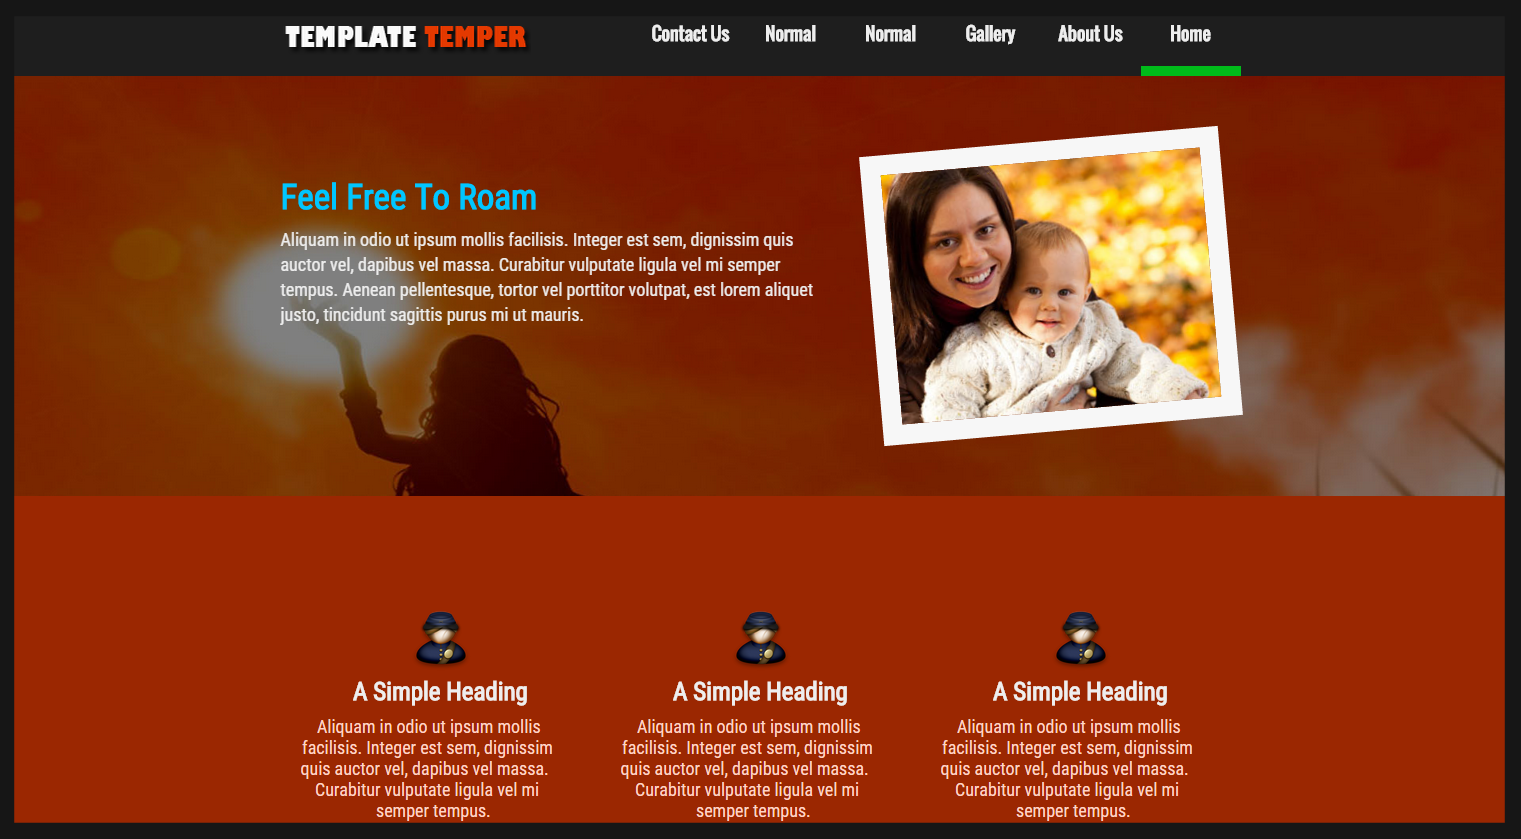 TEMPLATE TEMPER
Contact Us Normal Normal Gallery About Us Home
Feel Free To Roam
Aliquam in odio ut ipsum mollis facilisis. Integer est sem, dignissim quis
auctor vel, dapibus vel massa. Curabitur vulputate ligula vel mi semper
tempus. Aenean pellentesque, tortor vel porttitor volutpat, est lorem aliquet
justo, tincidunt sagittis purus mi ut mauris.
A Simple Heading
Aliquam in odio ut ipsum mollis
facilisis. Integer est sem, dignissim
quis auctor vel, dapibus vel massa.
Curabitur vulputate ligula vel mi
semper tempus.
A Simple Heading
Aliquam in odio ut ipsum mollis
facilisis. Integer est sem, dignissim
quis auctor vel, dapibus vel massa.
Curabitur vulputate ligula vel mi
semper tempus.
A Simple Heading
Aliquam in odio ut ipsum mollis
facilisis. Integer est sem, dignissim
quis auctor vel, dapibus vel massa.
Curabitur vulputate ligula vel mi
semper tempus.